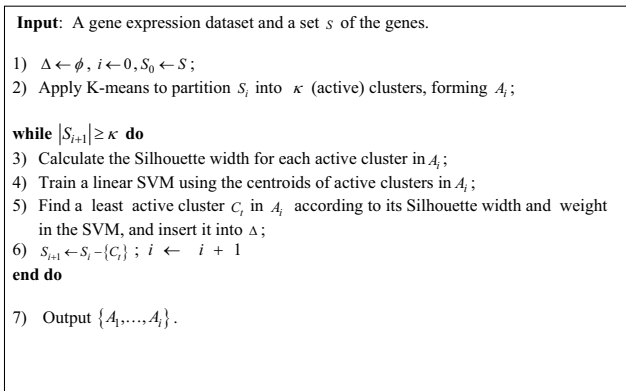 Input: A gene expression dataset and a set S of the genes.
1) Δ ← ϕ, i ← 0, S₀ ← S;
2) Apply K-means to partition Sᵢ into κ (active) clusters, forming Aᵢ;
while |Sᵢ₊₁| ≥ κ do
3) Calculate the Silhouette width for each active cluster in Aᵢ;
4) Train a linear SVM using the centroids of active clusters in Aᵢ;
5) Find a least active cluster Cₜ in Aᵢ according to its Silhouette width and weight
in the SVM, and insert it into Δ;
6) Sᵢ₊₁ ← Sᵢ − {Cₜ} ; i ← i + 1
end do
7) Output {A₁,…,Aᵢ}.